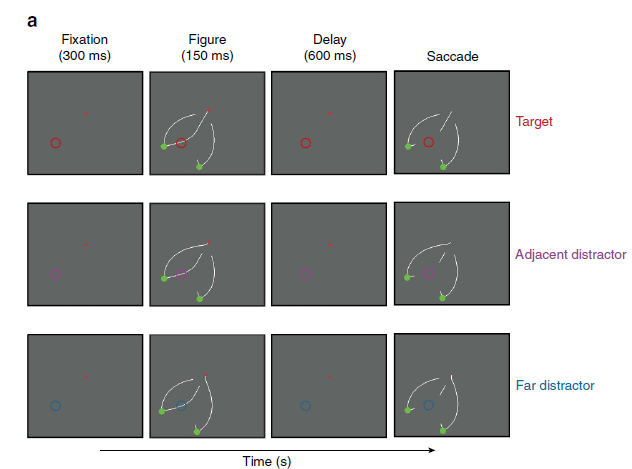 a
Fixation
(300 ms)
Figure
(150 ms)
Delay
(600 ms)
Saccade
Target
Adjacent distractor
Far distractor
Time (s)